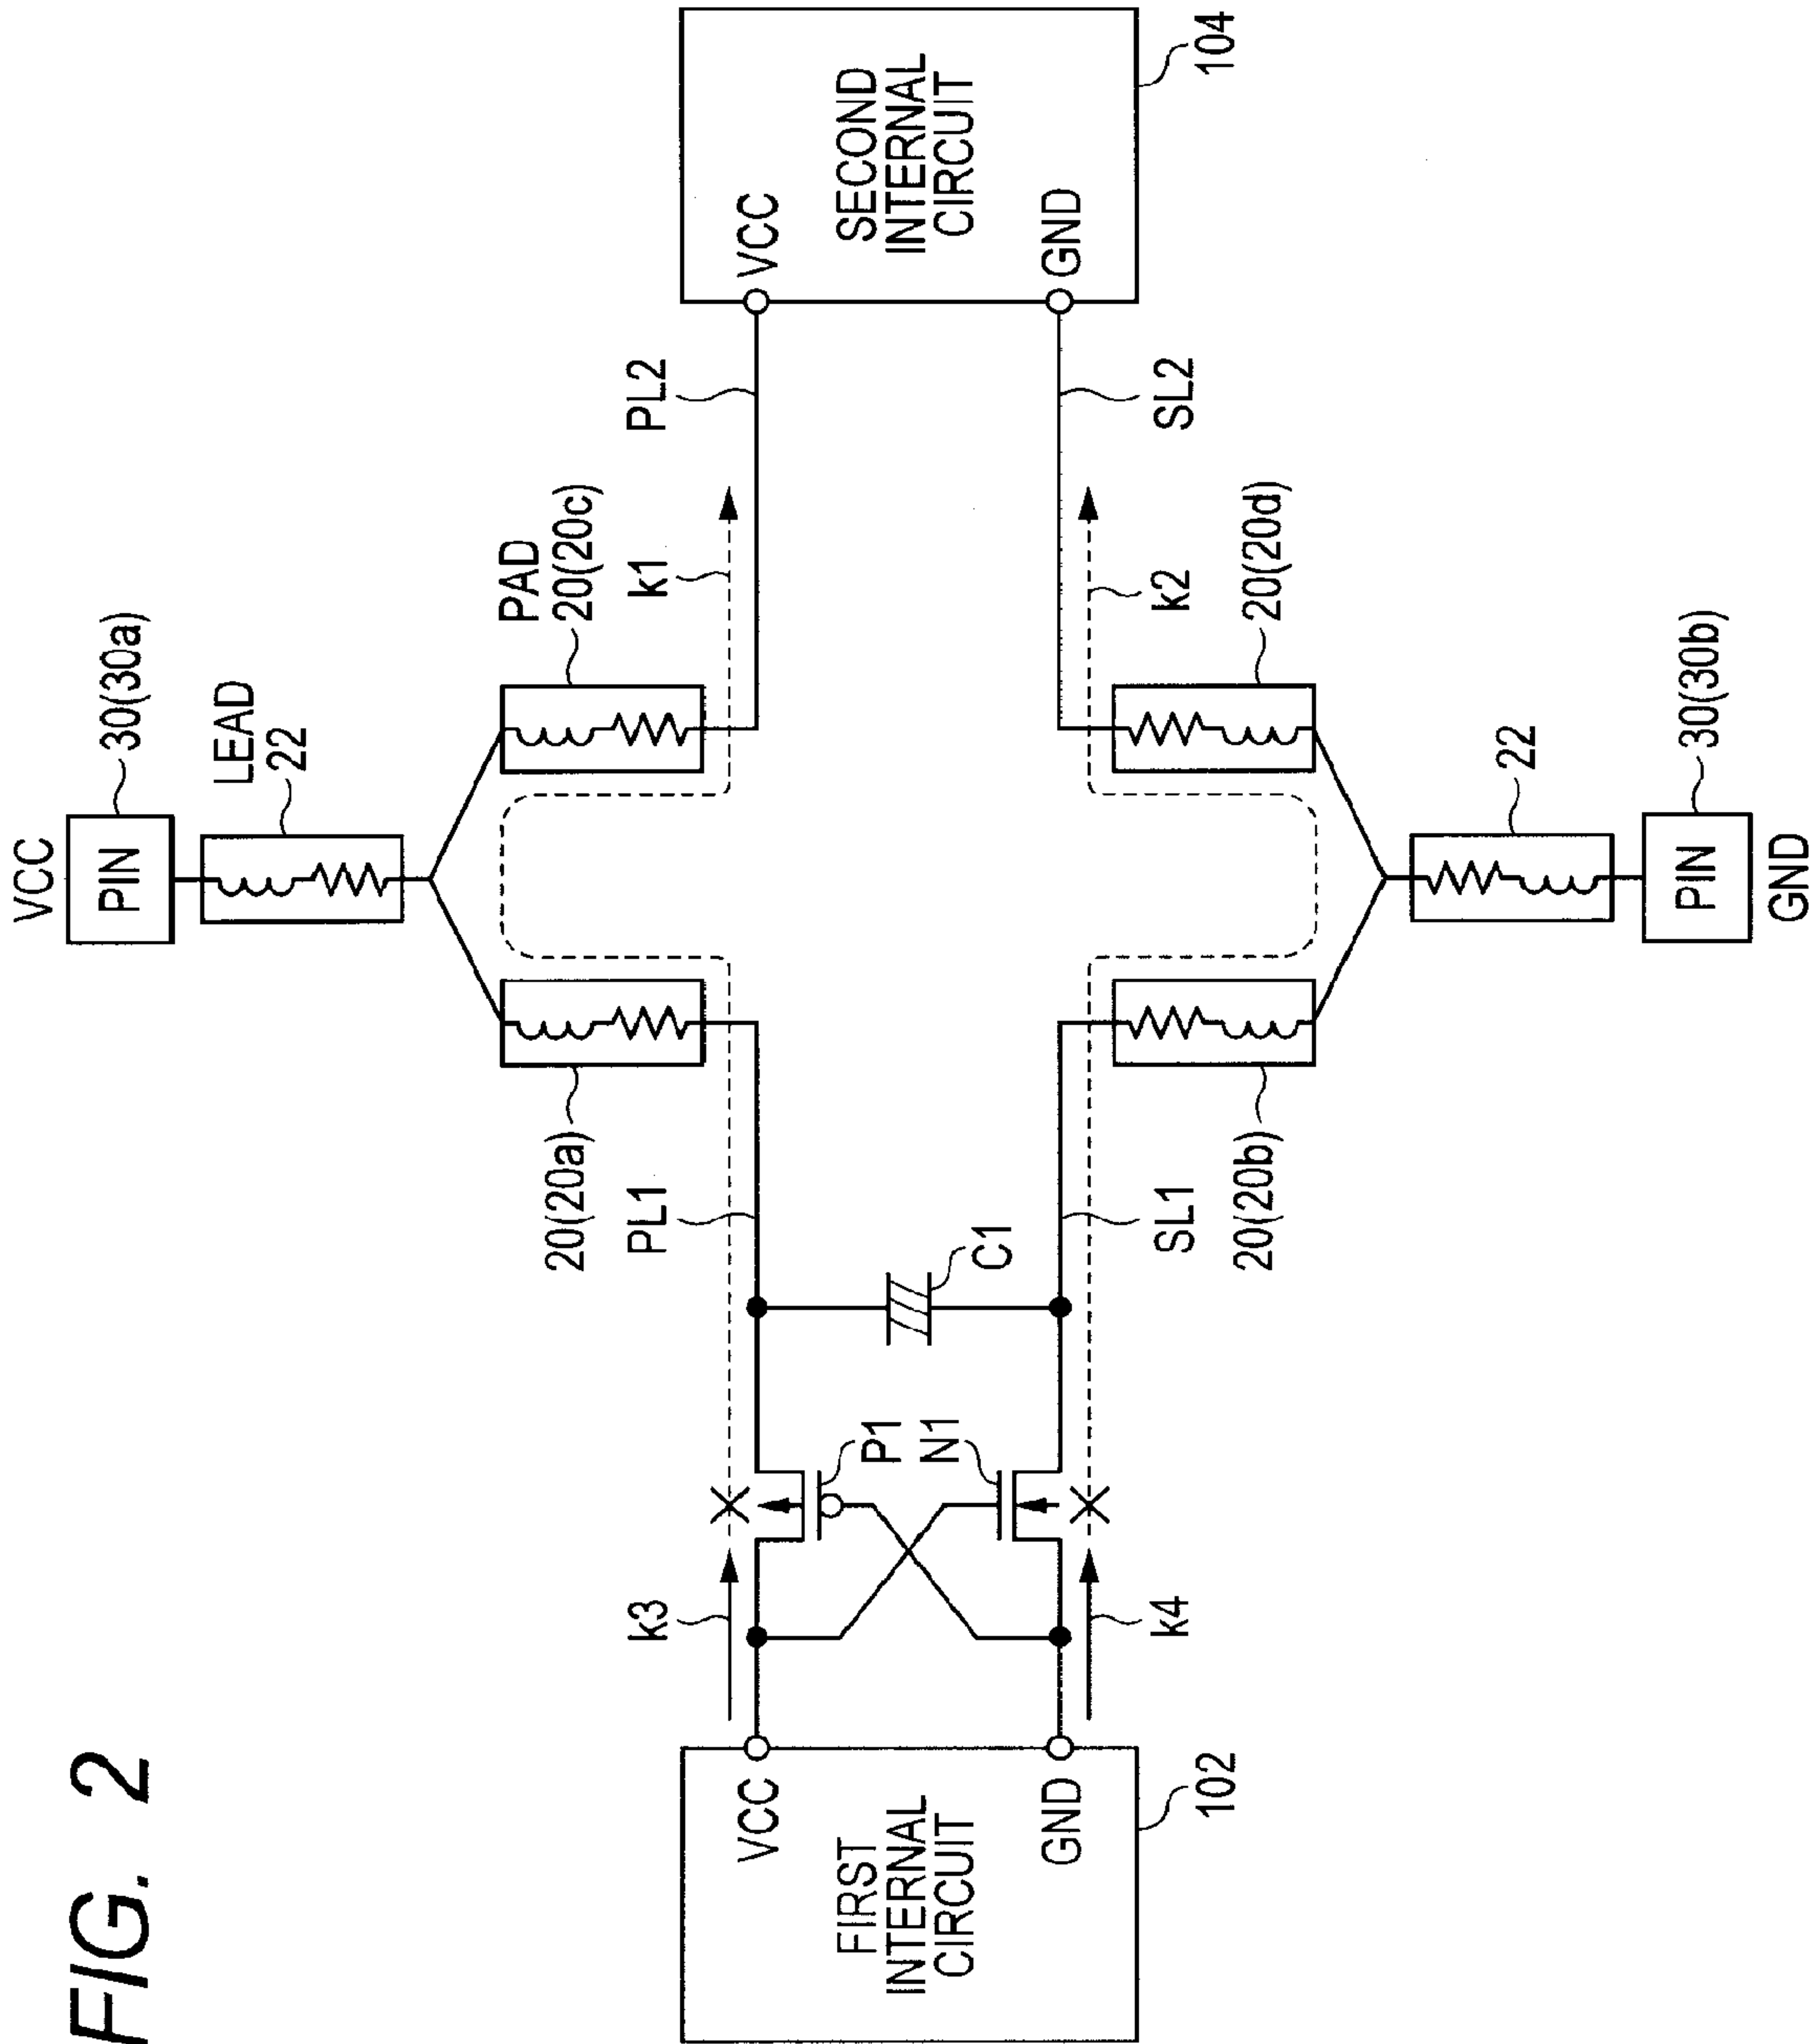 FIG. 2
VCC
PIN
30(30a)
LEAD
22
20(20a)
PAD
20(20c)
PL1
k1
PL2
k3
FIRST
INTERNAL
CIRCUIT
VCC
GND
102
P1
N1
C1
VCC
GND
SECOND
INTERNAL
CIRCUIT
104
k4
SL1
k2
SL2
20(20b)
20(20d)
22
PIN
30(30b)
GND